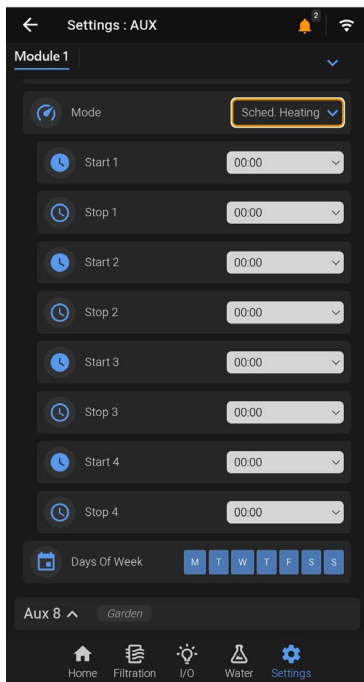 Settings : AUX
2
Module 1
Mode
Sched. Heating
Start 1
00:00
Stop 1
00:00
Start 2
00:00
Stop 2
00:00
Start 3
00:00
Stop 3
00:00
Start 4
00:00
Stop 4
00:00
Days Of Week
M T W T F S S
Aux 8
Garden
Home Filtration I/O Water Settings